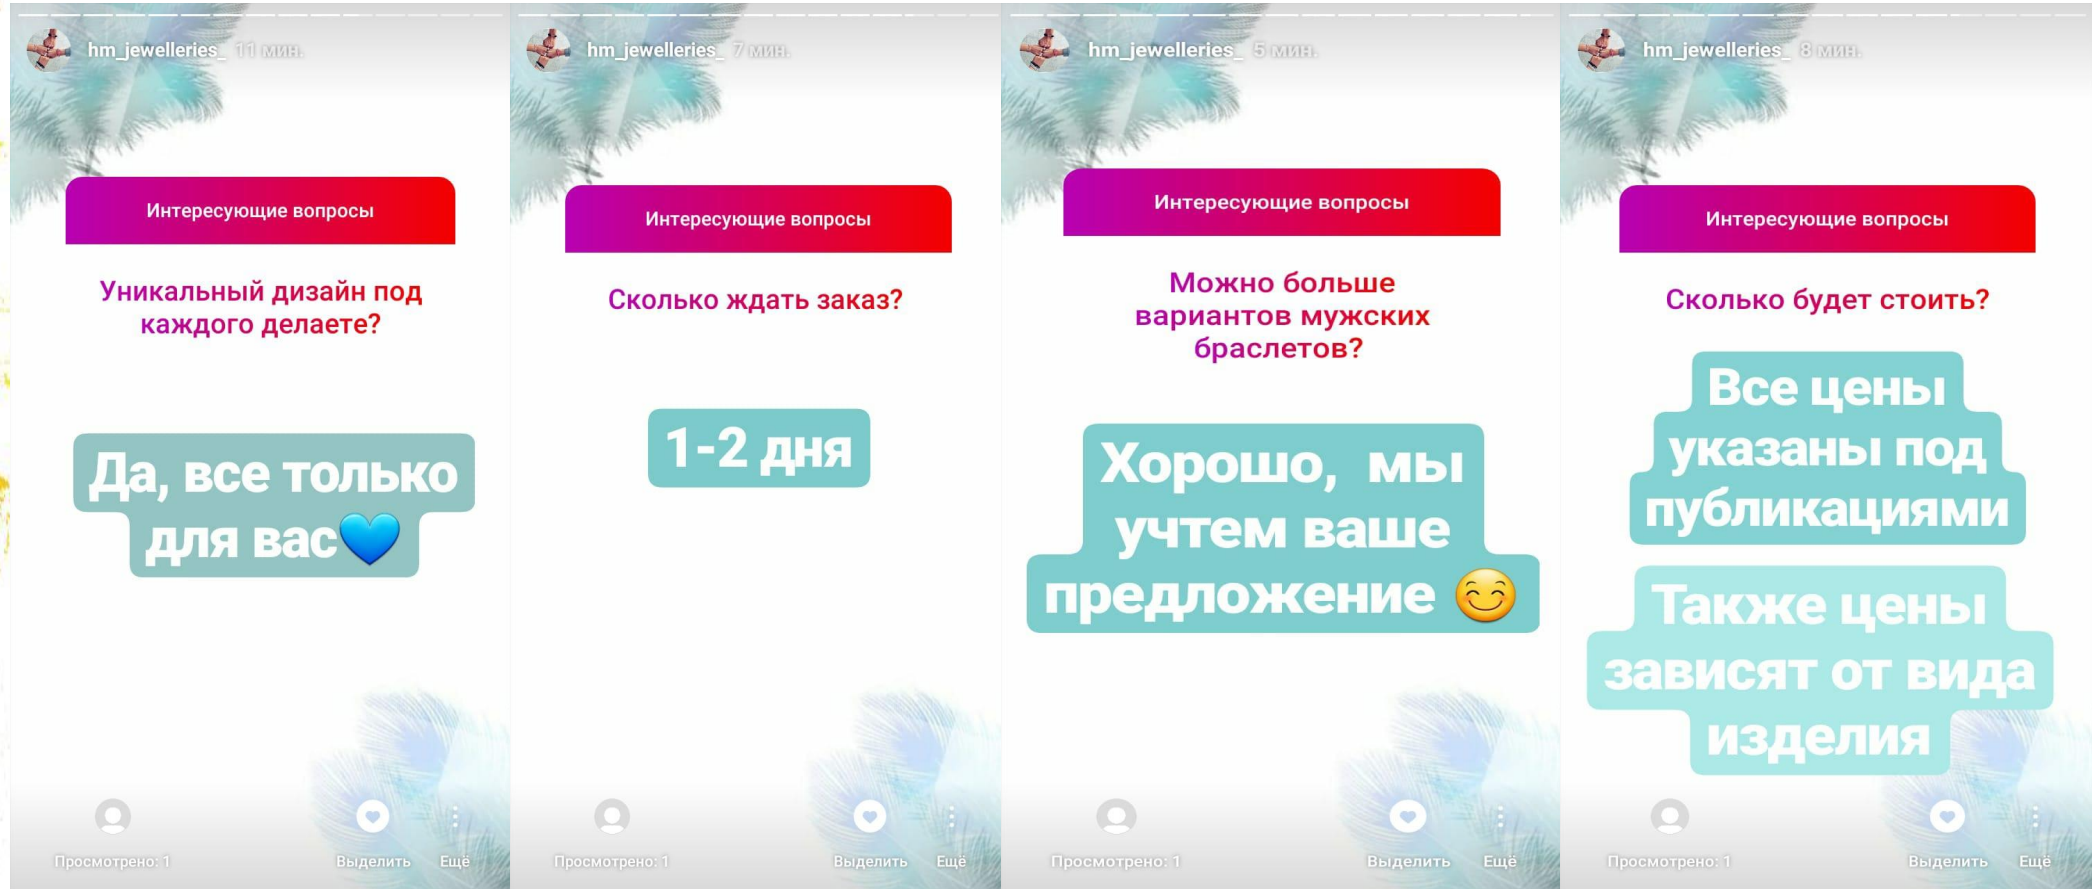 hm_jewelleries_ 11 мин.
Интересующие вопросы
Уникальный дизайн под
каждого делаете?
Да, все только
для вас💙
Просмотрено: 1
Выделить
Ещё
hm_jewelleries_ 7 мин.
Интересующие вопросы
Сколько ждать заказ?
1-2 дня
Просмотрено: 1
Выделить
Ещё
hm_jewelleries_ 5 мин.
Интересующие вопросы
Можно больше
вариантов мужских
браслетов?
Хорошо, мы
учтем ваше
предложение 😊
Просмотрено: 1
Выделить
Ещё
hm_jewelleries_ 8 мин.
Интересующие вопросы
Сколько будет стоить?
Все цены
указаны под
публикациями
Также цены
зависят от вида
изделия
Просмотрено: 1
Выделить
Ещё